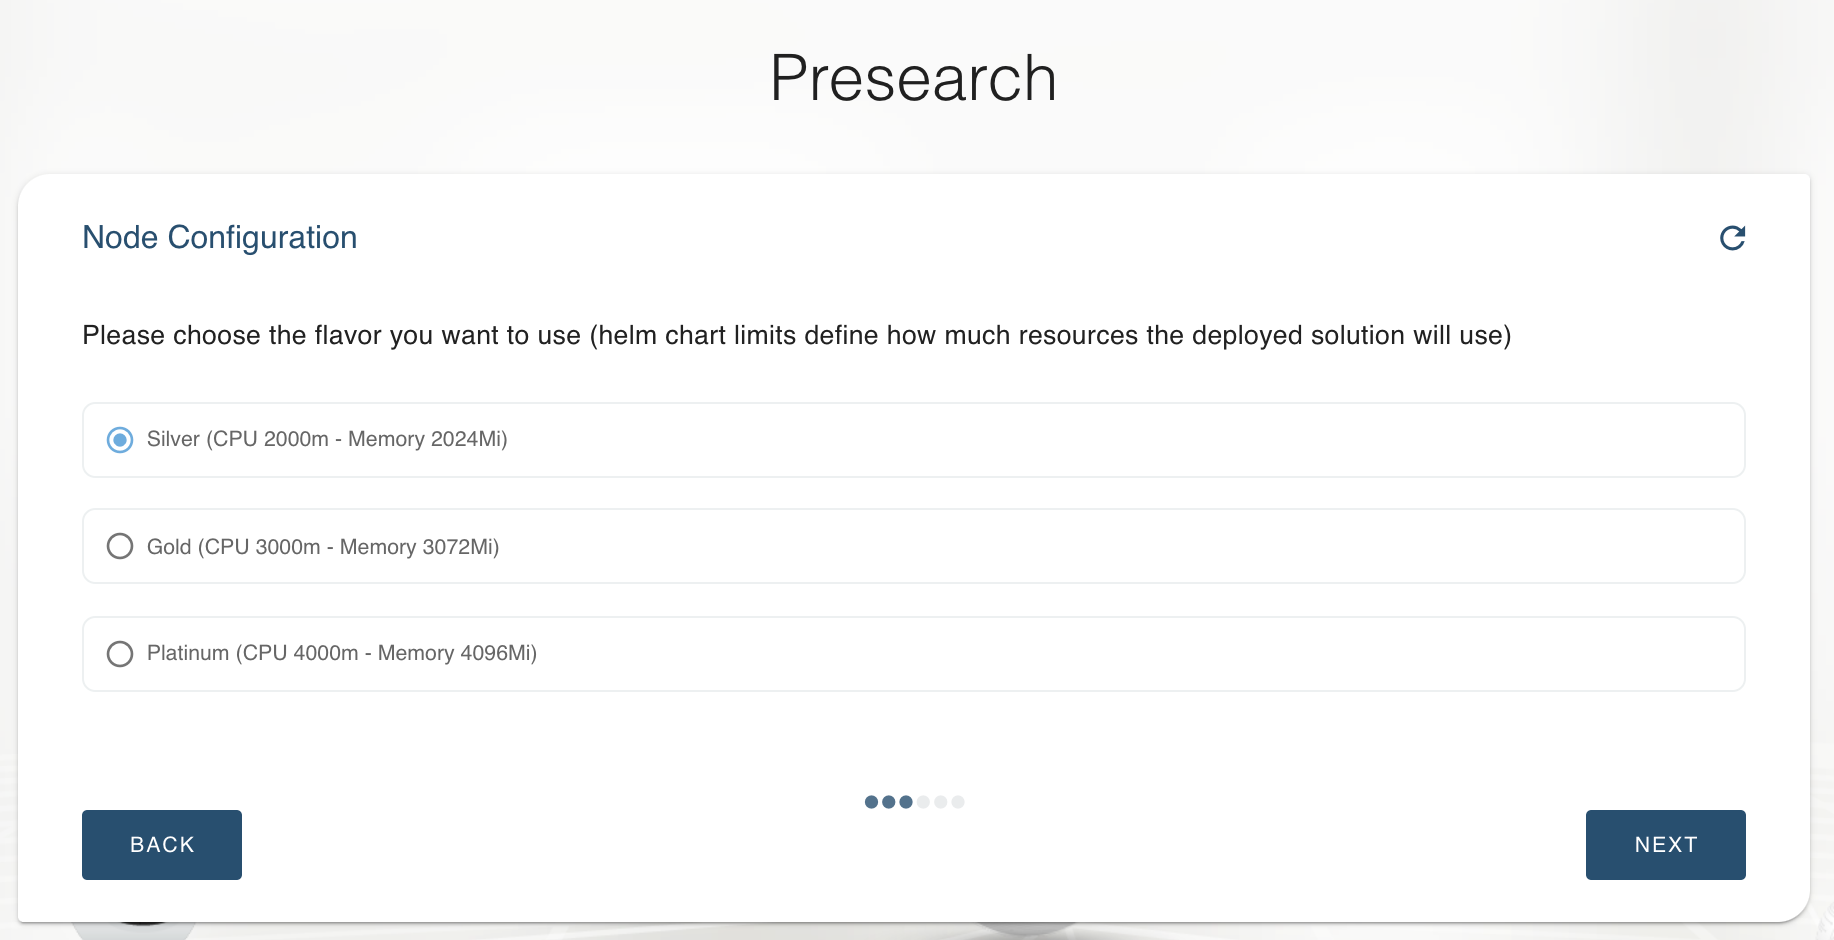 Presearch
Node Configuration
Please choose the flavor you want to use (helm chart limits define how much resources the deployed solution will use)
Silver (CPU 2000m - Memory 2024Mi)
Gold (CPU 3000m - Memory 3072Mi)
Platinum (CPU 4000m - Memory 4096Mi)
BACK
NEXT